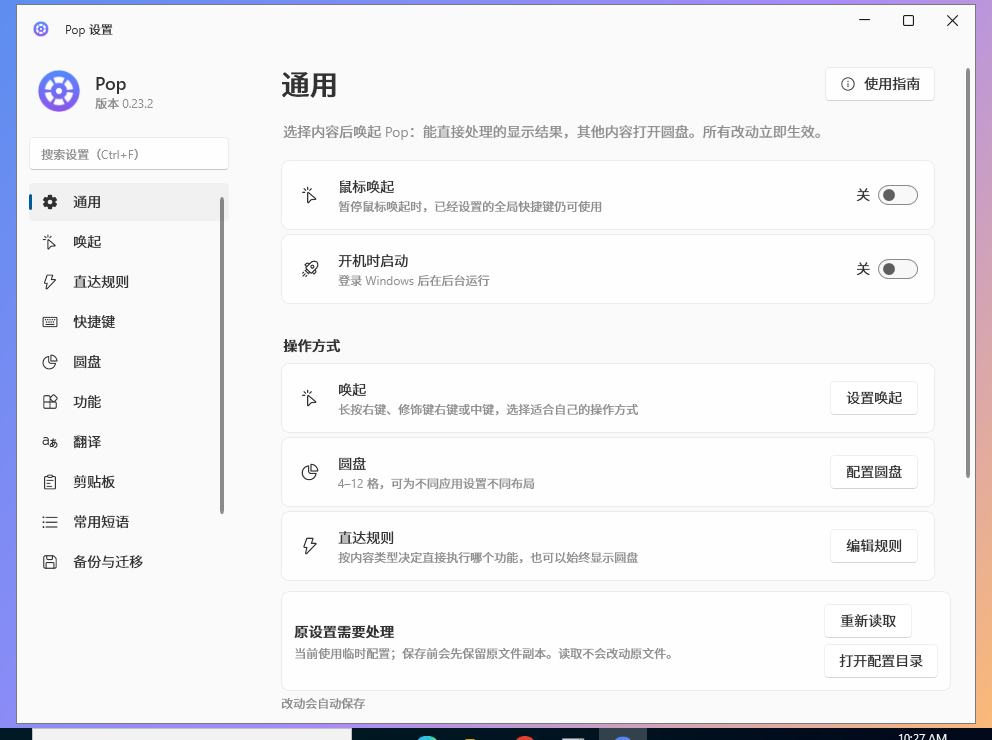 Pop 设置
Pop
版本 0.23.2
搜索设置（Ctrl+F）
通用
唤起
直达规则
快捷键
圆盘
功能
翻译
剪贴板
常用短语
备份与迁移
通用
使用指南
选择内容后唤起 Pop：能直接处理的显示结果，其他内容打开圆盘。所有改动立即生效。
鼠标唤起
暂停鼠标唤起时，已经设置的全局快捷键仍可使用
关
开机时启动
登录 Windows 后在后台运行
关
操作方式
唤起
长按右键、修饰键右键或中键，选择适合自己的操作方式
设置唤起
圆盘
4–12 格，可为不同应用设置不同布局
配置圆盘
直达规则
按内容类型决定直接执行哪个功能，也可以始终显示圆盘
编辑规则
原设置需要处理
当前使用临时配置；保存前会先保留原文件副本。读取不会改动原文件。
重新读取
打开配置目录
改动会自动保存
10:27 AM